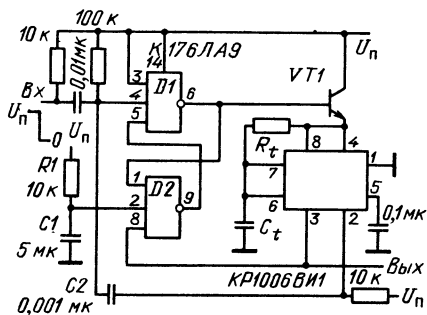 100 к
10к
0,01мк
К 176ЛА9
14
Uп
VT1
3
4
5
D1
6
Вх
Uп
0
Uп
R1
10 к
C1
5 мк
1
2
8
D2
9
Rt
8
4
7
1
6
5
Ct
3
2
0,1мк
Вых
КР1006ВИ1
10 к
Uп
C2
0,001 мк